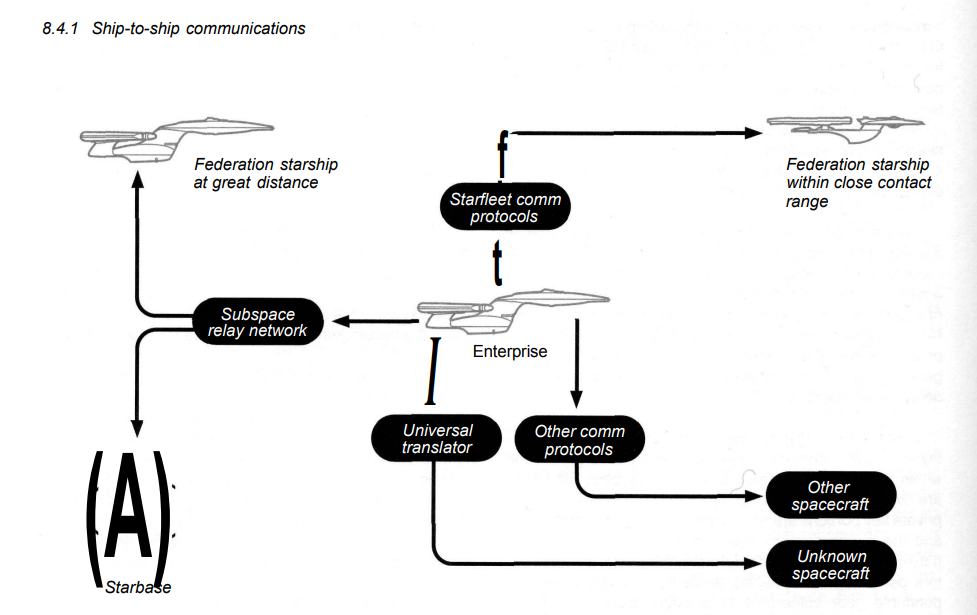 8.4.1 Ship-to-ship communications
Federation starship
at great distance
f
Federation starship
within close contact
range
Starfleet comm
protocols
t
Subspace
relay network
Enterprise
I
Universal
translator
Other comm
protocols
(A)
Other
spacecraft
Unknown
spacecraft
Starbase